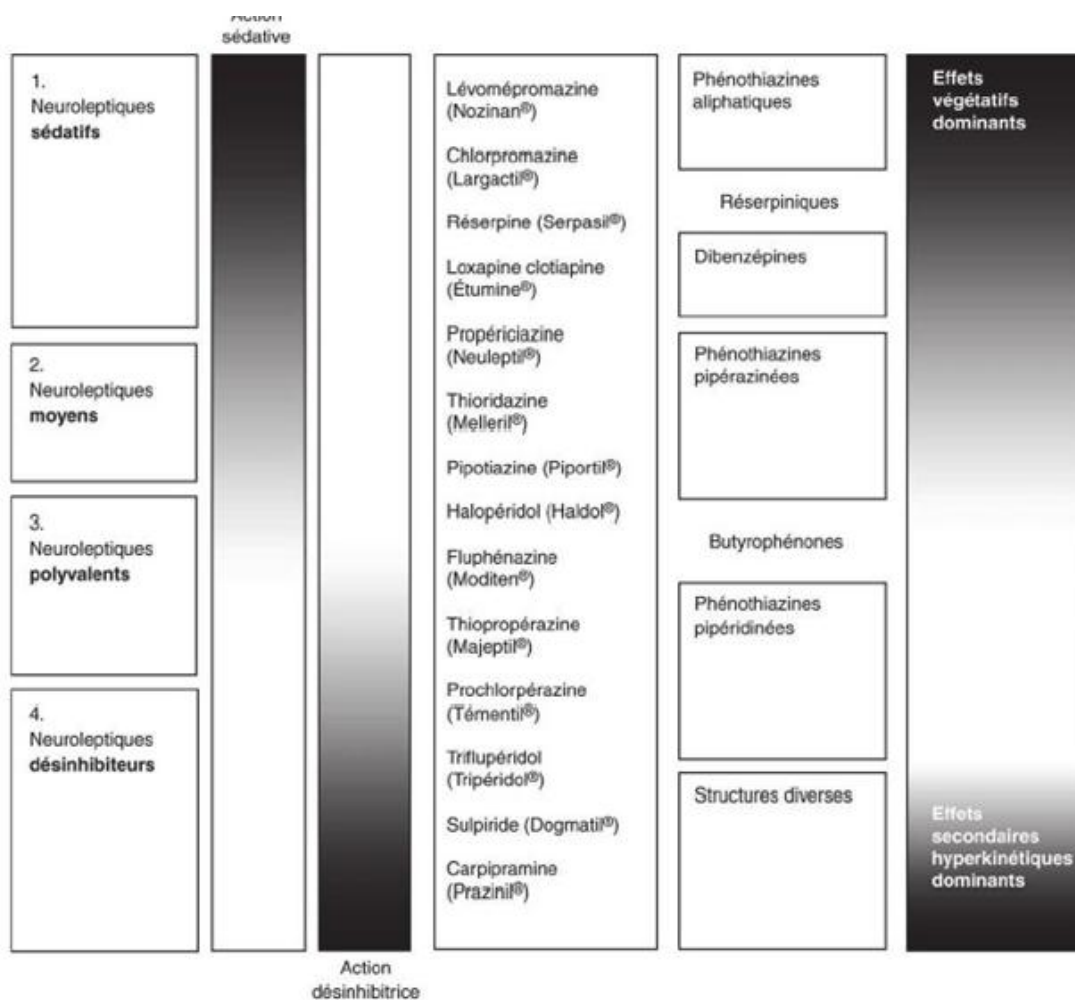 Action
sédative
1.
Neuroleptiques
sédatifs
2.
Neuroleptiques
moyens
3.
Neuroleptiques
polyvalents
4.
Neuroleptiques
désinhibiteurs
Action
désinhibitrice
Lévomépromazine
(Nozinan®)
Chlorpromazine
(Largactil®)
Réserpine (Serpasil®)
Loxapine clotiapine
(Étumine®)
Propériciazine
(Neuleptil®)
Thioridazine
(Melleril®)
Pipotiazine (Piportil®)
Halopéridol (Haldol®)
Fluphénazine
(Moditen®)
Thiopropérazine
(Majeptil®)
Prochlorpérazine
(Témentil®)
Triflupéridol
(Tripéridol®)
Sulpiride (Dogmatil®)
Carpipramine
(Prazinil®)
Phénothiazines
aliphatiques
Réserpiniques
Dibenzépines
Phénothiazines
pipérazinées
Butyrophénones
Phénothiazines
pipéridinées
Structures diverses
Effets
végétatifs
dominants
Effets
secondaires
hyperkinétiques
dominants